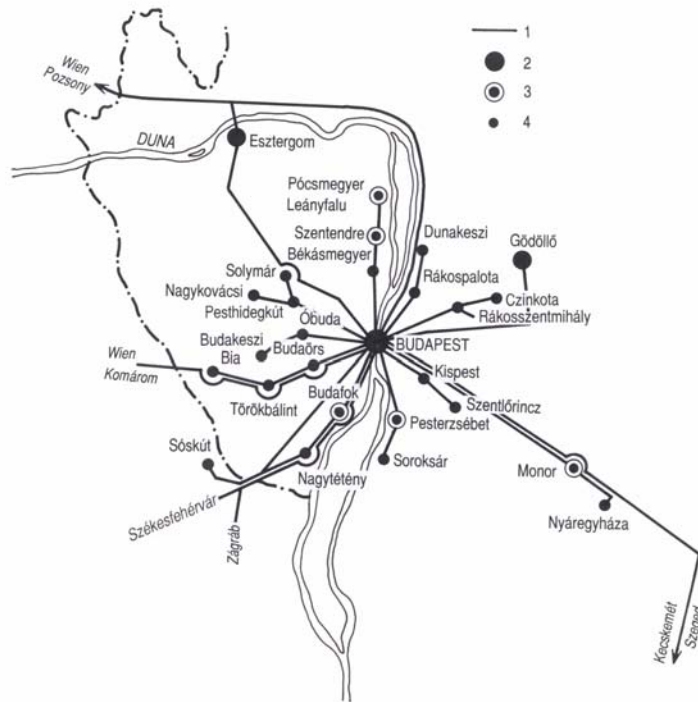 1
2
3
4
Wien
Pozsony
DUNA
Esztergom
Pócsmegyer
Leányfalu
Szentendre
Békásmegyer
Dunakeszi
Gödöllő
Solymár
Nagykovácsi
Pesthidegkút
Óbuda
Rákospalota
Czinkota
Rákosszentmihály
Budakeszi
Bia
Budaörs
BUDAPEST
Wien
Komárom
Törökbálint
Budafok
Kispest
Szentlőrincz
Pesterzsébet
Sóskút
Soroksár
Monor
Nagytétény
Nyáregyháza
Székesfehérvár
Zágráb
Kecskemét
Szeged